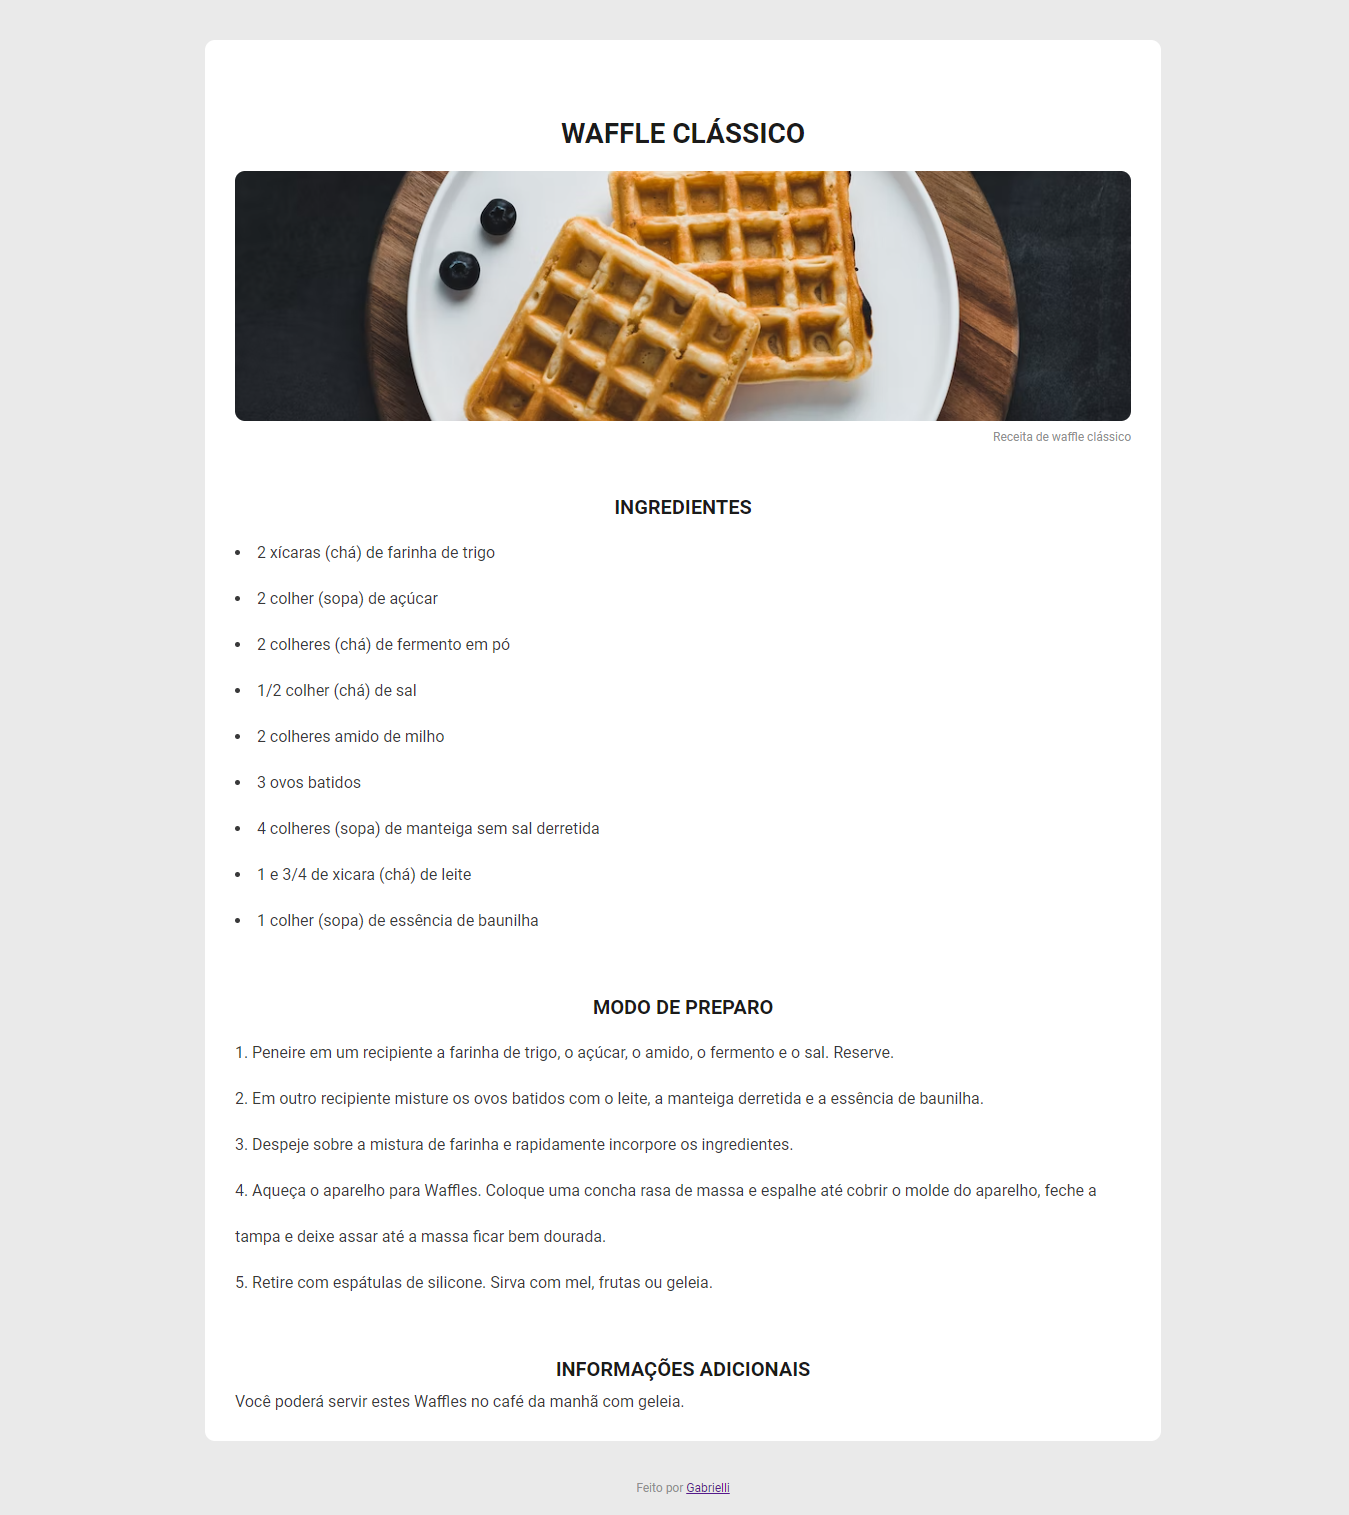 WAFFLE CLÁSSICO
Receita de waffle clássico
INGREDIENTES
• 2 xícaras (chá) de farinha de trigo
• 2 colher (sopa) de açúcar
• 2 colheres (chá) de fermento em pó
• 1/2 colher (chá) de sal
• 2 colheres amido de milho
• 3 ovos batidos
• 4 colheres (sopa) de manteiga sem sal derretida
• 1 e 3/4 de xicara (chá) de leite
• 1 colher (sopa) de essência de baunilha
MODO DE PREPARO
1. Peneire em um recipiente a farinha de trigo, o açúcar, o amido, o fermento e o sal. Reserve.
2. Em outro recipiente misture os ovos batidos com o leite, a manteiga derretida e a essência de baunilha.
3. Despeje sobre a mistura de farinha e rapidamente incorpore os ingredientes.
4. Aqueça o aparelho para Waffles. Coloque uma concha rasa de massa e espalhe até cobrir o molde do aparelho, feche a
tampa e deixe assar até a massa ficar bem dourada.
5. Retire com espátulas de silicone. Sirva com mel, frutas ou geleia.
INFORMAÇÕES ADICIONAIS
Você poderá servir estes Waffles no café da manhã com geleia.
Feito por Gabrielli